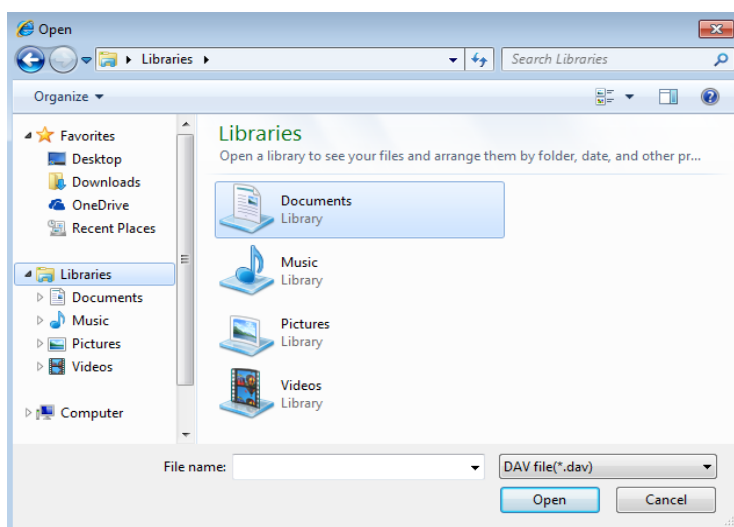 Open
Libraries
Search Libraries
Organize
Favorites
Desktop
Downloads
OneDrive
Recent Places
Libraries
Documents
Music
Pictures
Videos
Computer
Libraries
Open a library to see your files and arrange them by folder, date, and other pr...
Documents
Library
Music
Library
Pictures
Library
Videos
Library
File name:
DAV file(*.dav)
Open
Cancel